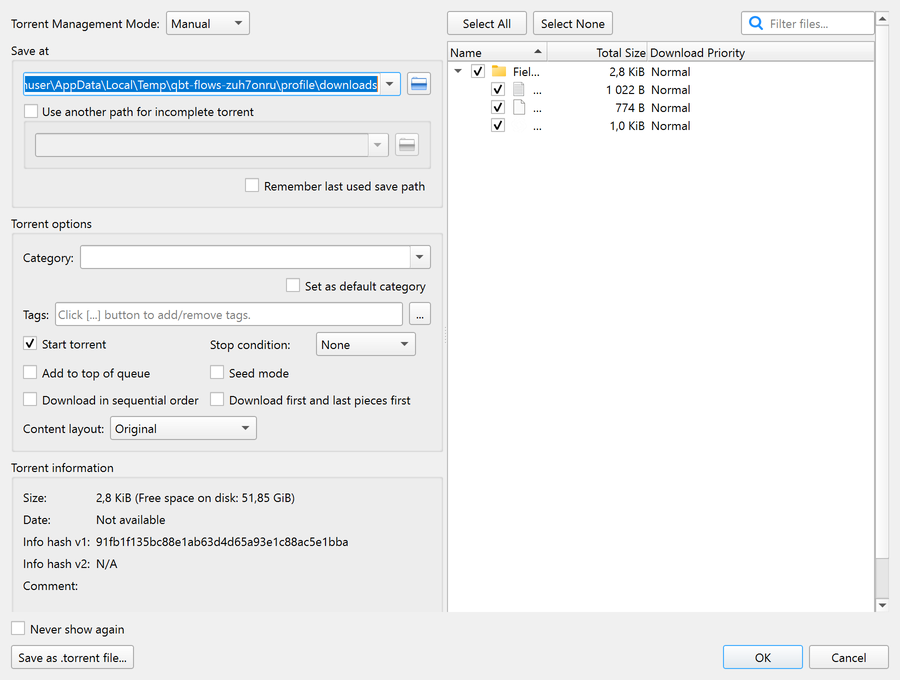 Torrent Management Mode: Manual
Save at
\AppData\Local\Temp\qbt-flows-zuh7onru\profile\downloads
Use another path for incomplete torrent
Remember last used save path
Torrent options
Category:
Set as default category
Tags: Click [...] button to add/remove tags. ...
Start torrent Stop condition: None
Add to top of queue Seed mode
Download in sequential order Download first and last pieces first
Content layout: Original
Torrent information
Size: 2,8 KiB (Free space on disk: 51,85 GiB)
Date: Not available
Info hash v1: 91fb1f135bc88e1ab63d4d65a93e1c88ac5e1bba
Info hash v2: N/A
Comment:
Never show again
Save as .torrent file...
Select All Select None Filter files...
Name Total Size Download Priority
Fiel... 2,8 KiB Normal
... 1 022 B Normal
... 774 B Normal
... 1,0 KiB Normal
OK Cancel